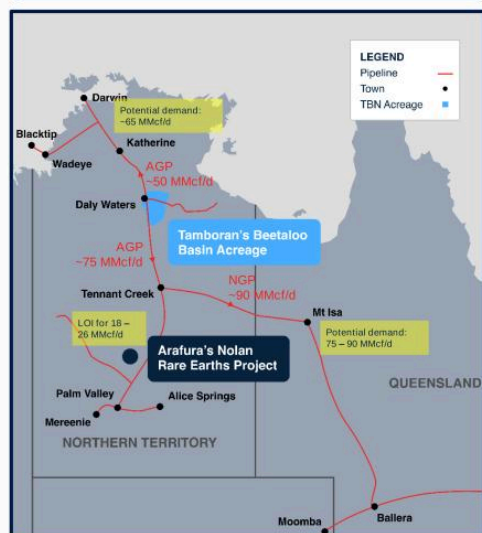 LEGEND
Pipeline
Town
TBN Acreage
Darwin
Potential demand:
~65 MMcf/d
Blacktip
Wadeye
Katherine
AGP
~50 MMcf/d
Daly Waters
Tamboran's Beetaloo
Basin Acreage
AGP
~75 MMcf/d
NGP
~90 MMcf/d
Tennant Creek
Mt Isa
LOI for 18 –
26 MMcf/d
Potential demand:
75 – 90 MMcf/d
Arafura's Nolan
Rare Earths Project
QUEENSLAND
Palm Valley
Alice Springs
Mereenie
NORTHERN TERRITORY
Ballera
Moomba